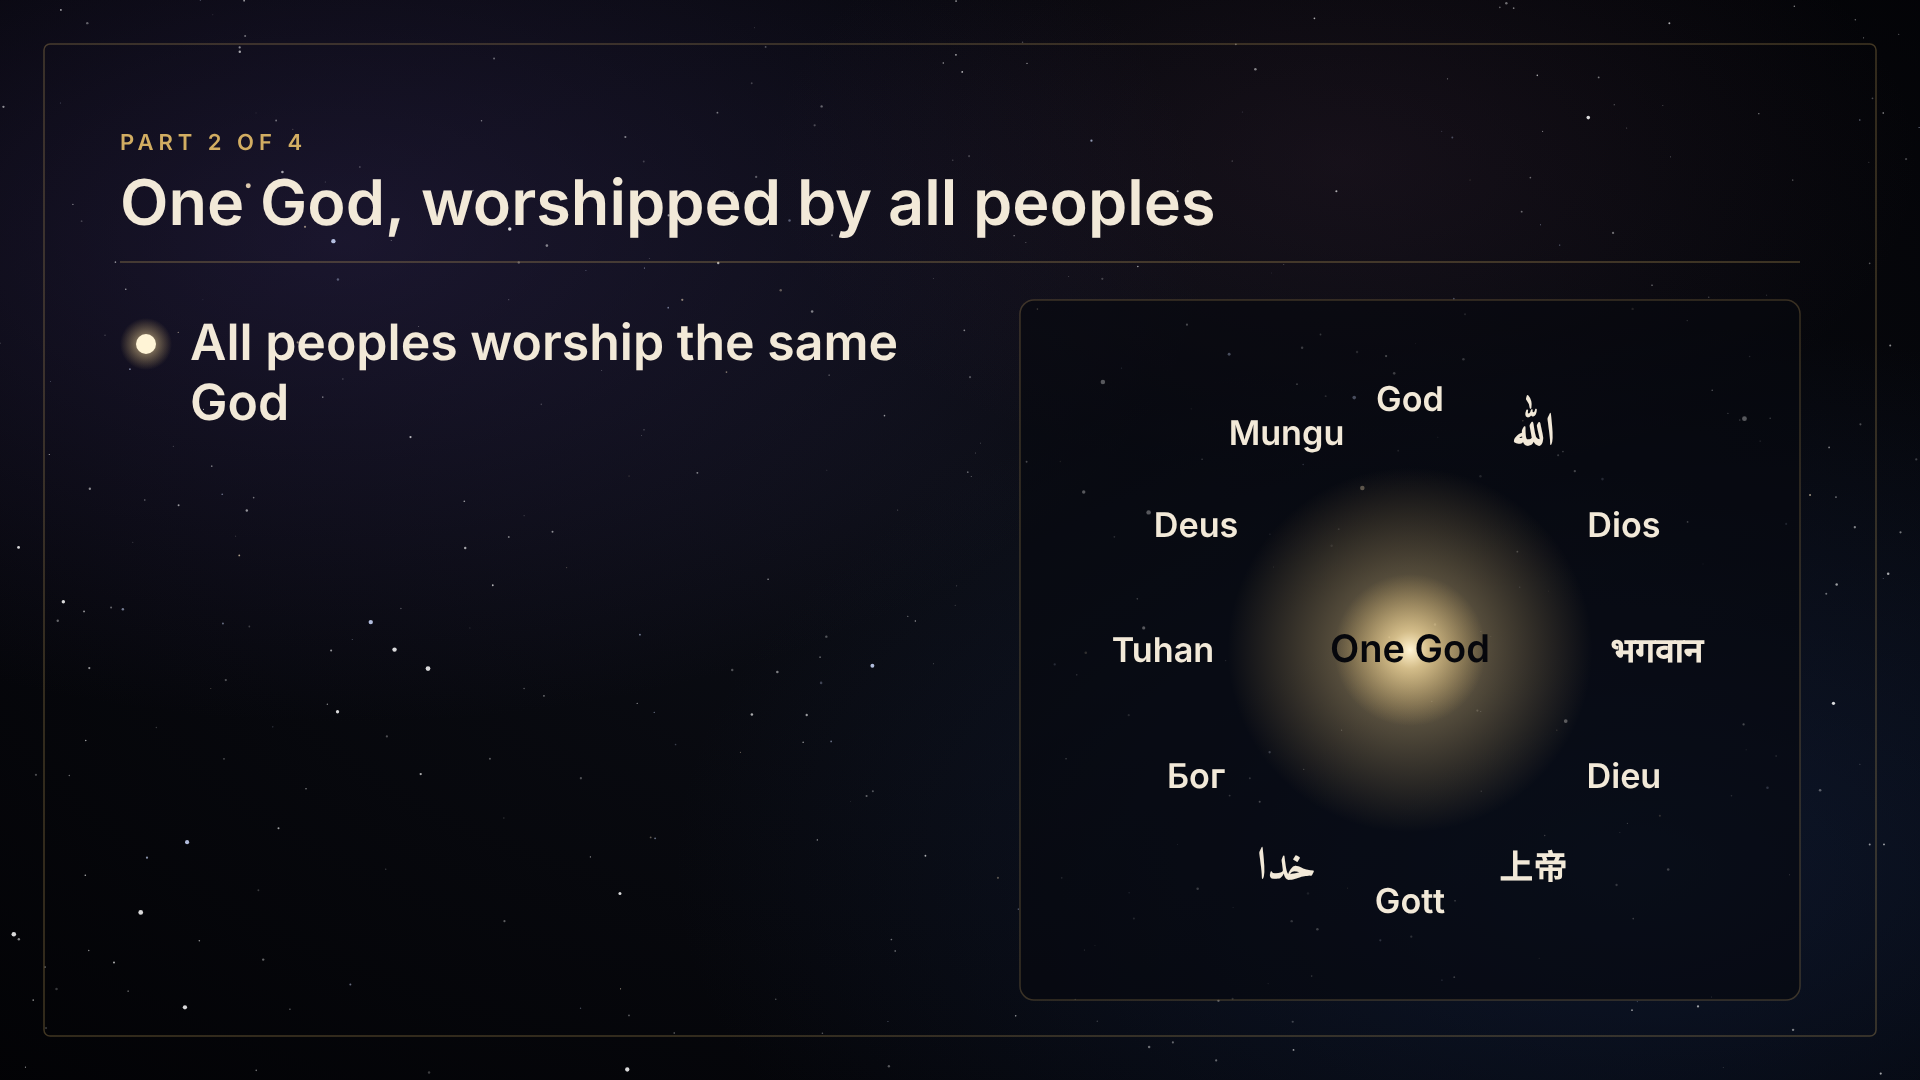 PART 2 OF 4
One God, worshipped by all peoples
All peoples worship the same
God
God
Mungu
الله
Deus
Dios
Tuhan
One God
भगवान
Бог
Dieu
خدا
上帝
Gott